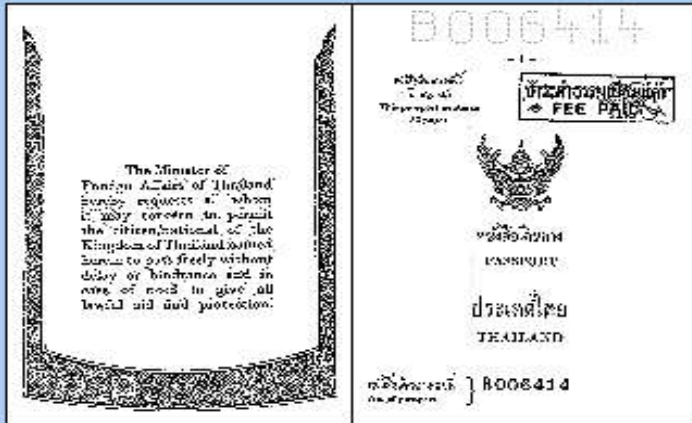 The Minister of
Foreign Affairs of Thailand
hereby requests all whom
it may concern to permit
the citizen/national of the
Kingdom of Thailand named
herein to pass freely without
delay or hindrance and in
case of need to give all
lawful aid and protection.
B006414
- 1 -
FEE PAID
หนังสือเดินทาง
PASSPORT
ประเทศไทย
THAILAND
B006414